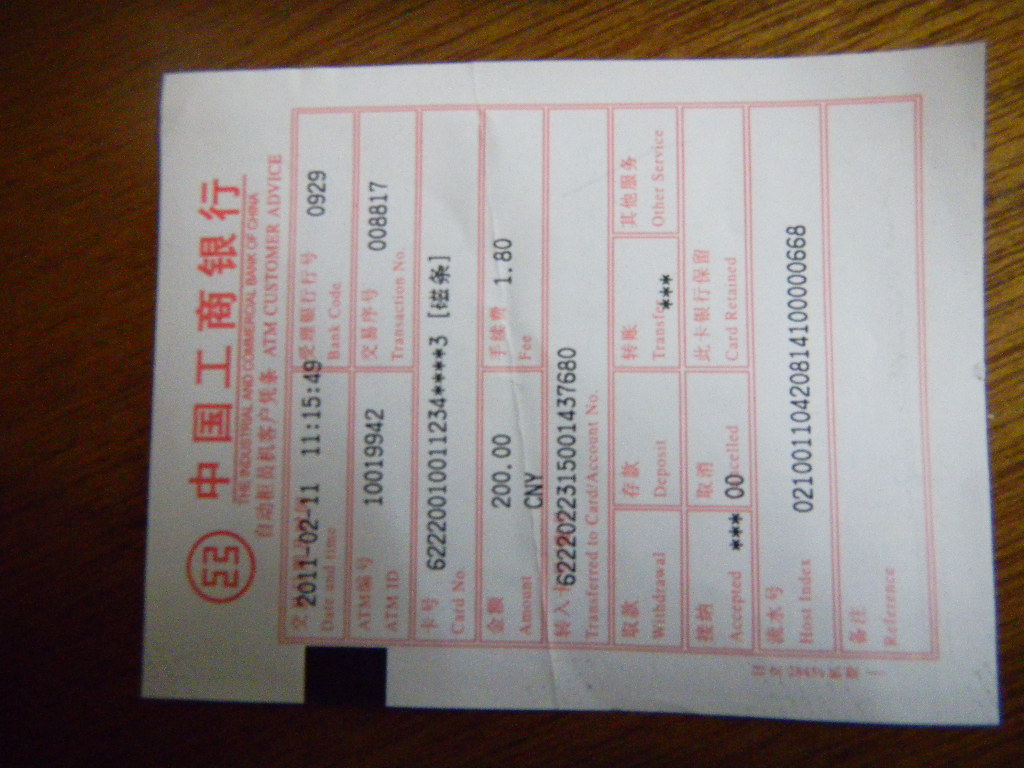 中国工商银行
THE INDUSTRIAL AND COMMERCIAL BANK OF CHINA
自动柜员机客户凭条 ATM CUSTOMER ADVICE
2011-02-11 11:15:49 受理银行行号 0929
Date and time Bank Code
ATM编号 10019942 交易序号 008817
ATM ID Transaction No.
卡号 62220010011234****3 [磁条]
Card No.
金额 200.00 手续费 1.80
Amount CNY Fee
转入卡 6222022315001437680
Transferred to Card/Account No.
取款 存款 转账 其他服务
Withdrawal Deposit Transfer *** Other Service
接纳 取消 此卡银行保留
Accepted *** 00 celled Card Retained
流水号 02100110420814100000668
Host Index
备注
Reference